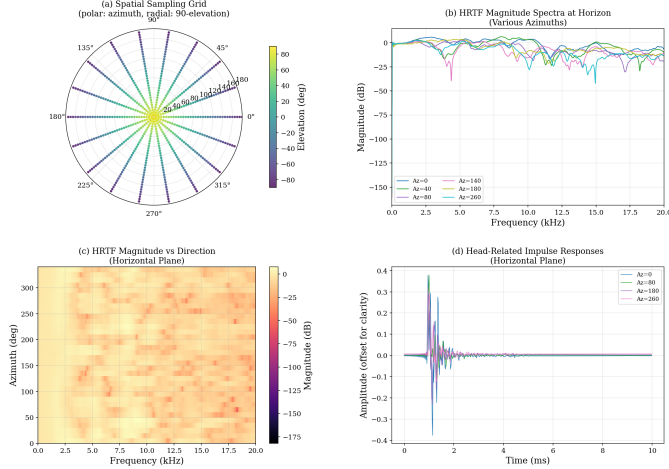 (a) Spatial Sampling Grid
(polar: azimuth, radial: 90-elevation)
90°
135°
45°
180°
0°
225°
315°
270°
20 40 60 80 100 120 140 160 180
80
60
40
20
0
−20
−40
−60
−80
Elevation (deg)
(b) HRTF Magnitude Spectra at Horizon
(Various Azimuths)
0
−25
−50
−75
−100
−125
−150
Magnitude (dB)
Az=0
Az=40
Az=80
Az=140
Az=180
Az=260
0.0 2.5 5.0 7.5 10.0 12.5 15.0 17.5 20.0
Frequency (kHz)
(c) HRTF Magnitude vs Direction
(Horizontal Plane)
300
250
200
150
100
50
0
Azimuth (deg)
0.0 2.5 5.0 7.5 10.0 12.5 15.0 17.5 20.0
Frequency (kHz)
0
−25
−50
−75
−100
−125
−150
−175
Magnitude (dB)
(d) Head-Related Impulse Responses
(Horizontal Plane)
0.4
0.3
0.2
0.1
0.0
−0.1
−0.2
−0.3
−0.4
Amplitude (offset for clarity)
Az=0
Az=80
Az=180
Az=260
0 2 4 6 8 10
Time (ms)